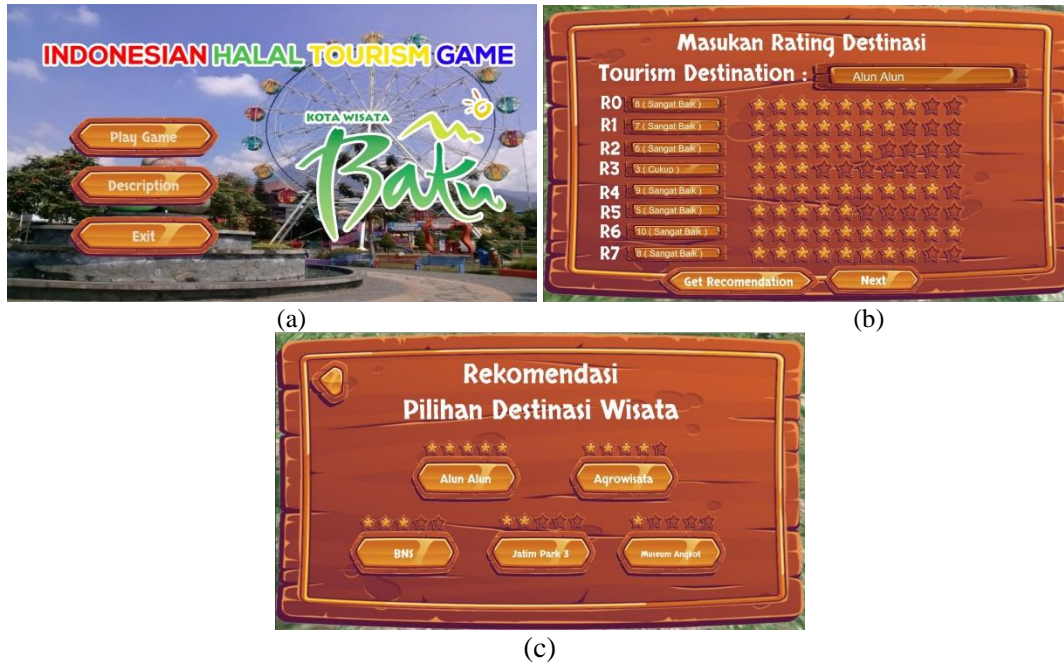 INDONESIAN HALAL TOURISM GAME
KOTA WISATA
Batu
Play Game
Description
Exit
(a)
Masukan Rating Destinasi
Tourism Destination : Alun Alun
R0 8 ( Sangat Baik )
R1 7 ( Sangat Baik )
R2 6 ( Sangat Baik )
R3 3 ( Cukup )
R4 9 ( Sangat Baik )
R5 5 ( Sangat Baik )
R6 10 ( Sangat Baik )
R7 8 ( Sangat Baik )
Get Recomendation Next
(b)
Rekomendasi
Pilihan Destinasi Wisata
Alun Alun Agrowisata
BNS Jatim Park 3 Museum Angkot
(c)